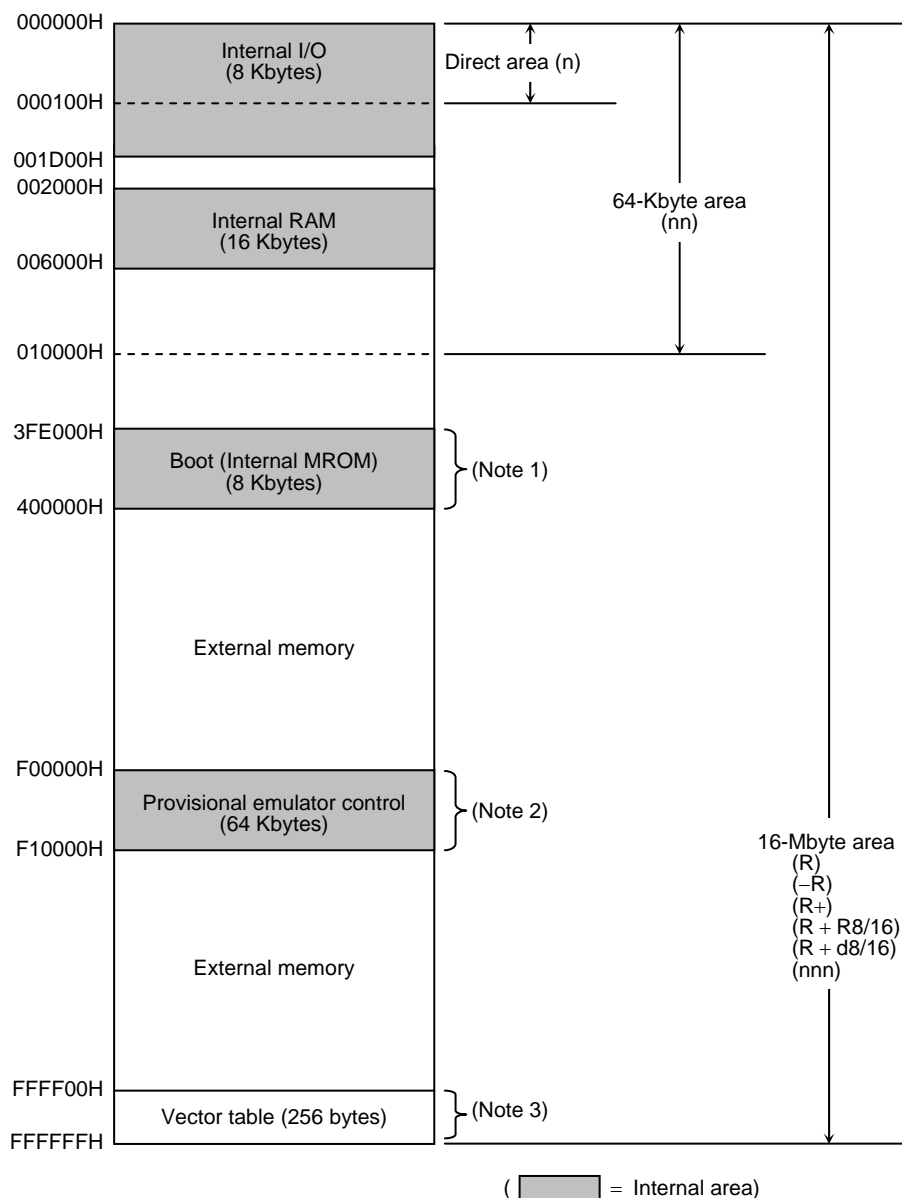 000000H
Internal I/O
(8 Kbytes)
Direct area (n)
000100H
001D00H
002000H
64-Kbyte area
(nn)
Internal RAM
(16 Kbytes)
006000H
010000H
3FE000H
Boot (Internal MROM)
(8 Kbytes)
(Note 1)
400000H
External memory
F00000H
Provisional emulator control
(64 Kbytes)
(Note 2)
F10000H
16-Mbyte area
(R)
(−R)
(R+)
(R + R8/16)
(R + d8/16)
(nnn)
External memory
FFFF00H
Vector table (256 bytes)
(Note 3)
FFFFFFH
( = Internal area)